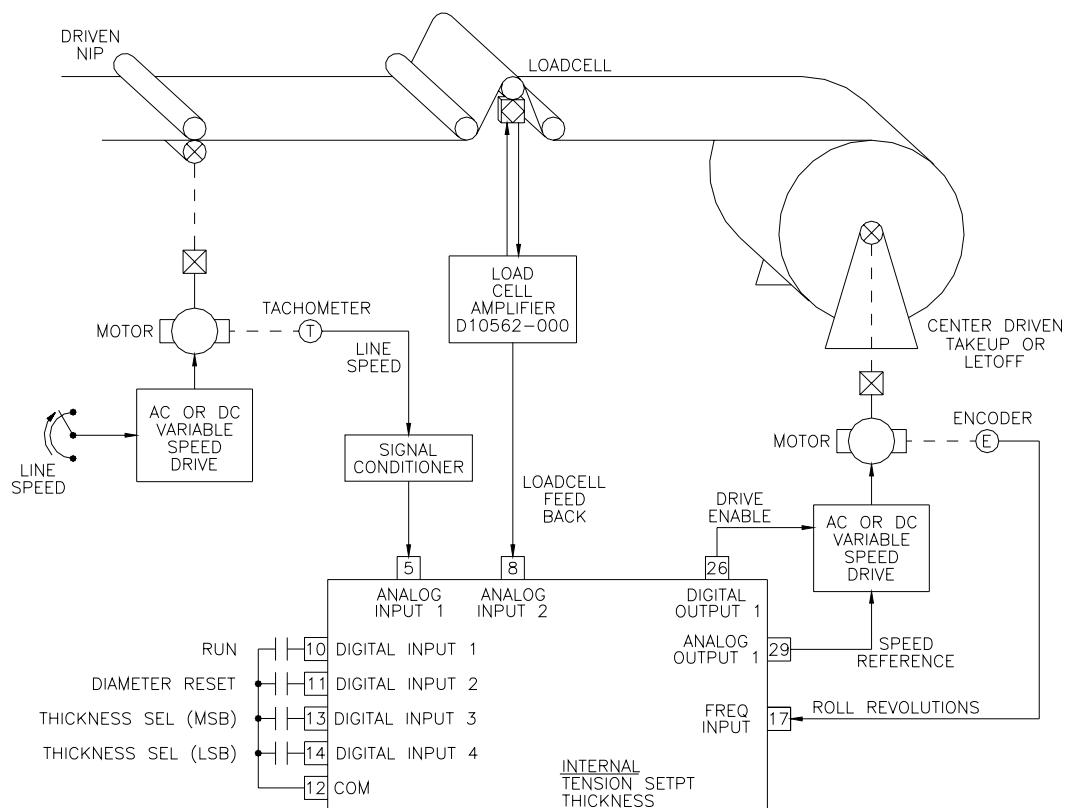 DRIVEN
NIP
LOADCELL
LOAD
CELL
AMPLIFIER
D10562-000
TACHOMETER
MOTOR
T
LINE
SPEED
CENTER DRIVEN
TAKEUP OR
LETOFF
AC OR DC
VARIABLE
SPEED
DRIVE
LINE
SPEED
SIGNAL
CONDITIONER
LOADCELL
FEED
BACK
ENCODER
MOTOR
E
DRIVE
ENABLE
AC OR DC
VARIABLE
SPEED
DRIVE
5
8
26
ANALOG
INPUT 1
ANALOG
INPUT 2
DIGITAL
OUTPUT 1
RUN
10 DIGITAL INPUT 1
ANALOG
OUTPUT 1
29
SPEED
REFERENCE
DIAMETER RESET
11 DIGITAL INPUT 2
THICKNESS SEL (MSB)
13 DIGITAL INPUT 3
FREQ
INPUT
17
ROLL REVOLUTIONS
THICKNESS SEL (LSB)
14 DIGITAL INPUT 4
12 COM
INTERNAL
TENSION SETPT
THICKNESS